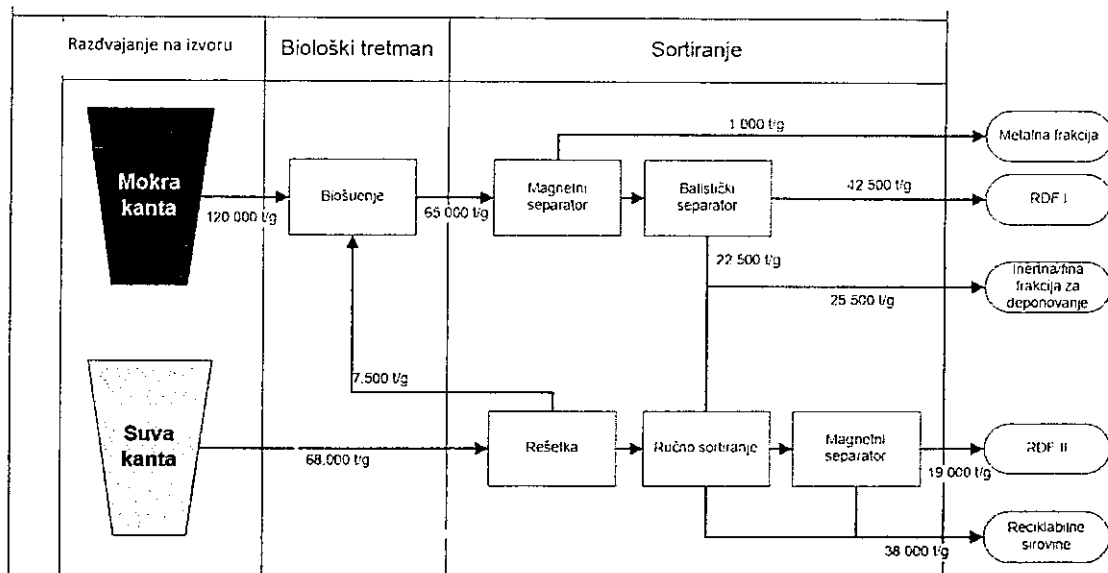 Razdvajanje na izvoru
Biološki tretman
Sortiranje
Mokra
kanta
120 000 t/g
Biošušenje
65 000 t/g
Magnetni
separator
1 000 t/g
Balistički
separator
42 500 t/g
22 500 t/g
25 500 t/g
Metalna frakcija
RDF I
Inertna/fina
frakcija za
deponovanje
7.500 t/g
Suva
kanta
68.000 t/g
Rešetka
Ručno sortiranje
Magnetni
separator
19 000 t/g
38 000 t/g
RDF II
Reciklabilne
sirovine